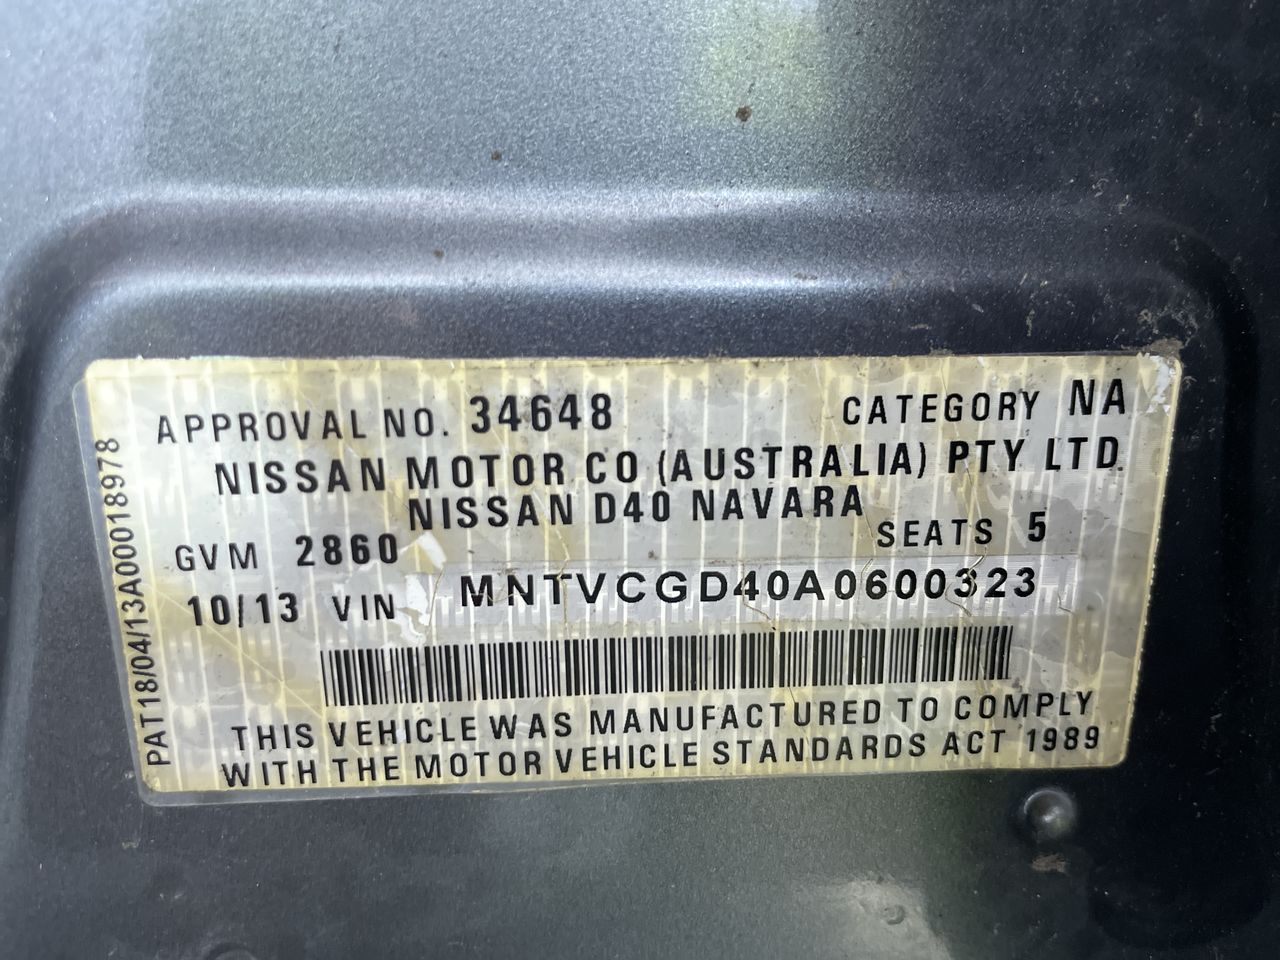 APPROVAL NO. 34648 CATEGORY NA
NISSAN MOTOR CO (AUSTRALIA) PTY LTD.
NISSAN D40 NAVARA
GVM 2860 SEATS 5
10/13 VIN MNTVCGD40A0600323
THIS VEHICLE WAS MANUFACTURED TO COMPLY
WITH THE MOTOR VEHICLE STANDARDS ACT 1989
PAT18/04/13A00018978